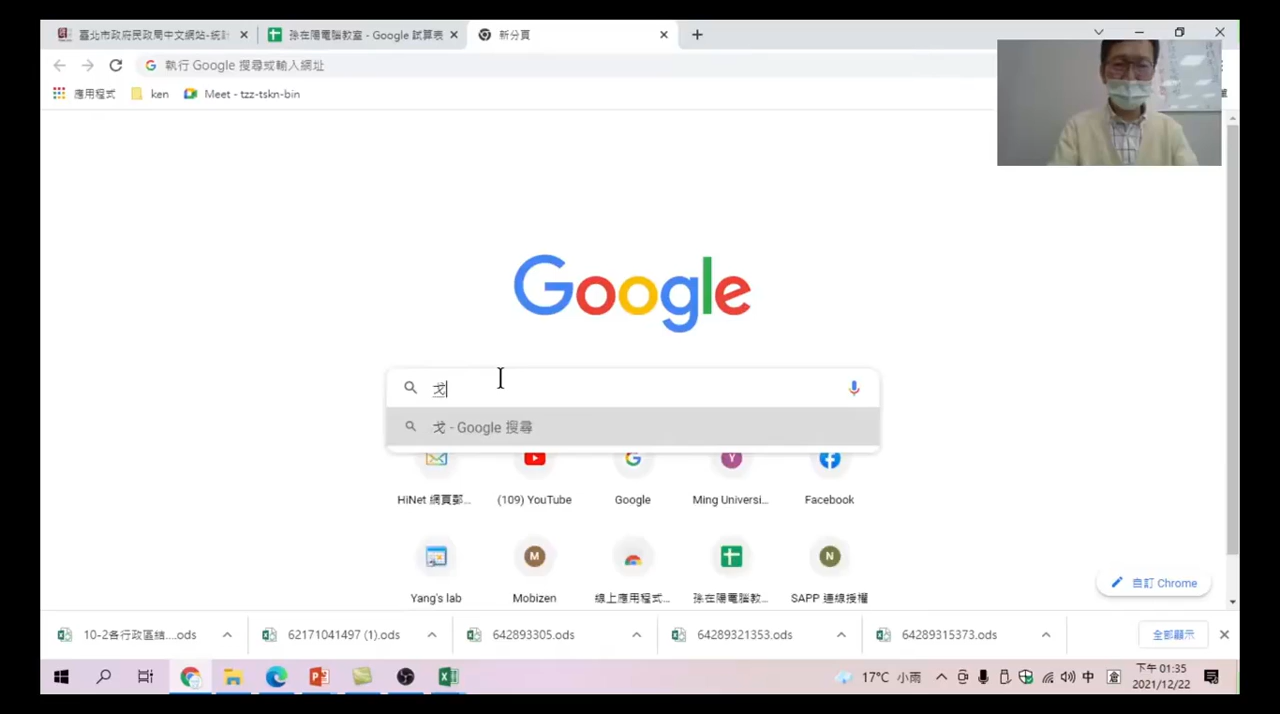 臺北市政府民政局中文網站-統計
孫在陽電腦教室 - Google 試算表
新分頁
執行 Google 搜尋或輸入網址
應用程式
ken
Meet - tzz-tskn-bin
Google
戈
戈 - Google 搜尋
HiNet 網頁郵...
(109) YouTube
Google
Ming Universi...
Facebook
Yang's lab
Mobizen
線上應用程式...
孫在陽電腦教...
SAPP 連線授權
自訂 Chrome
10-2各行政區結....ods
62171041497 (1).ods
642893305.ods
64289321353.ods
64289315373.ods
全部顯示
17°C 小雨
中
倉
下午 01:35
2021/12/22